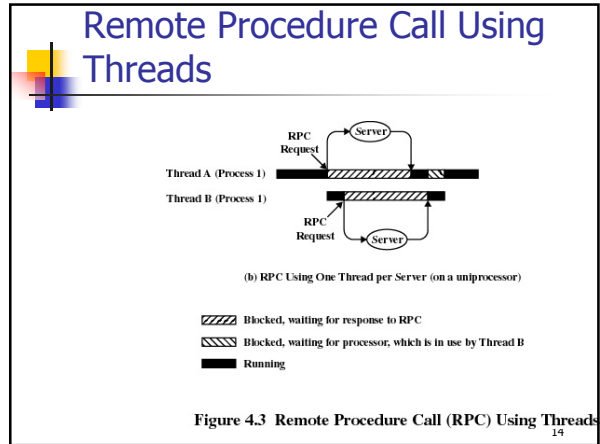 Remote Procedure Call Using
Threads
RPC
Request
Server
Thread A (Process 1)
Thread B (Process 1)
RPC
Request
Server
(b) RPC Using One Thread per Server (on a uniprocessor)
Blocked, waiting for response to RPC
Blocked, waiting for processor, which is in use by Thread B
Running
Figure 4.3 Remote Procedure Call (RPC) Using Threads
14